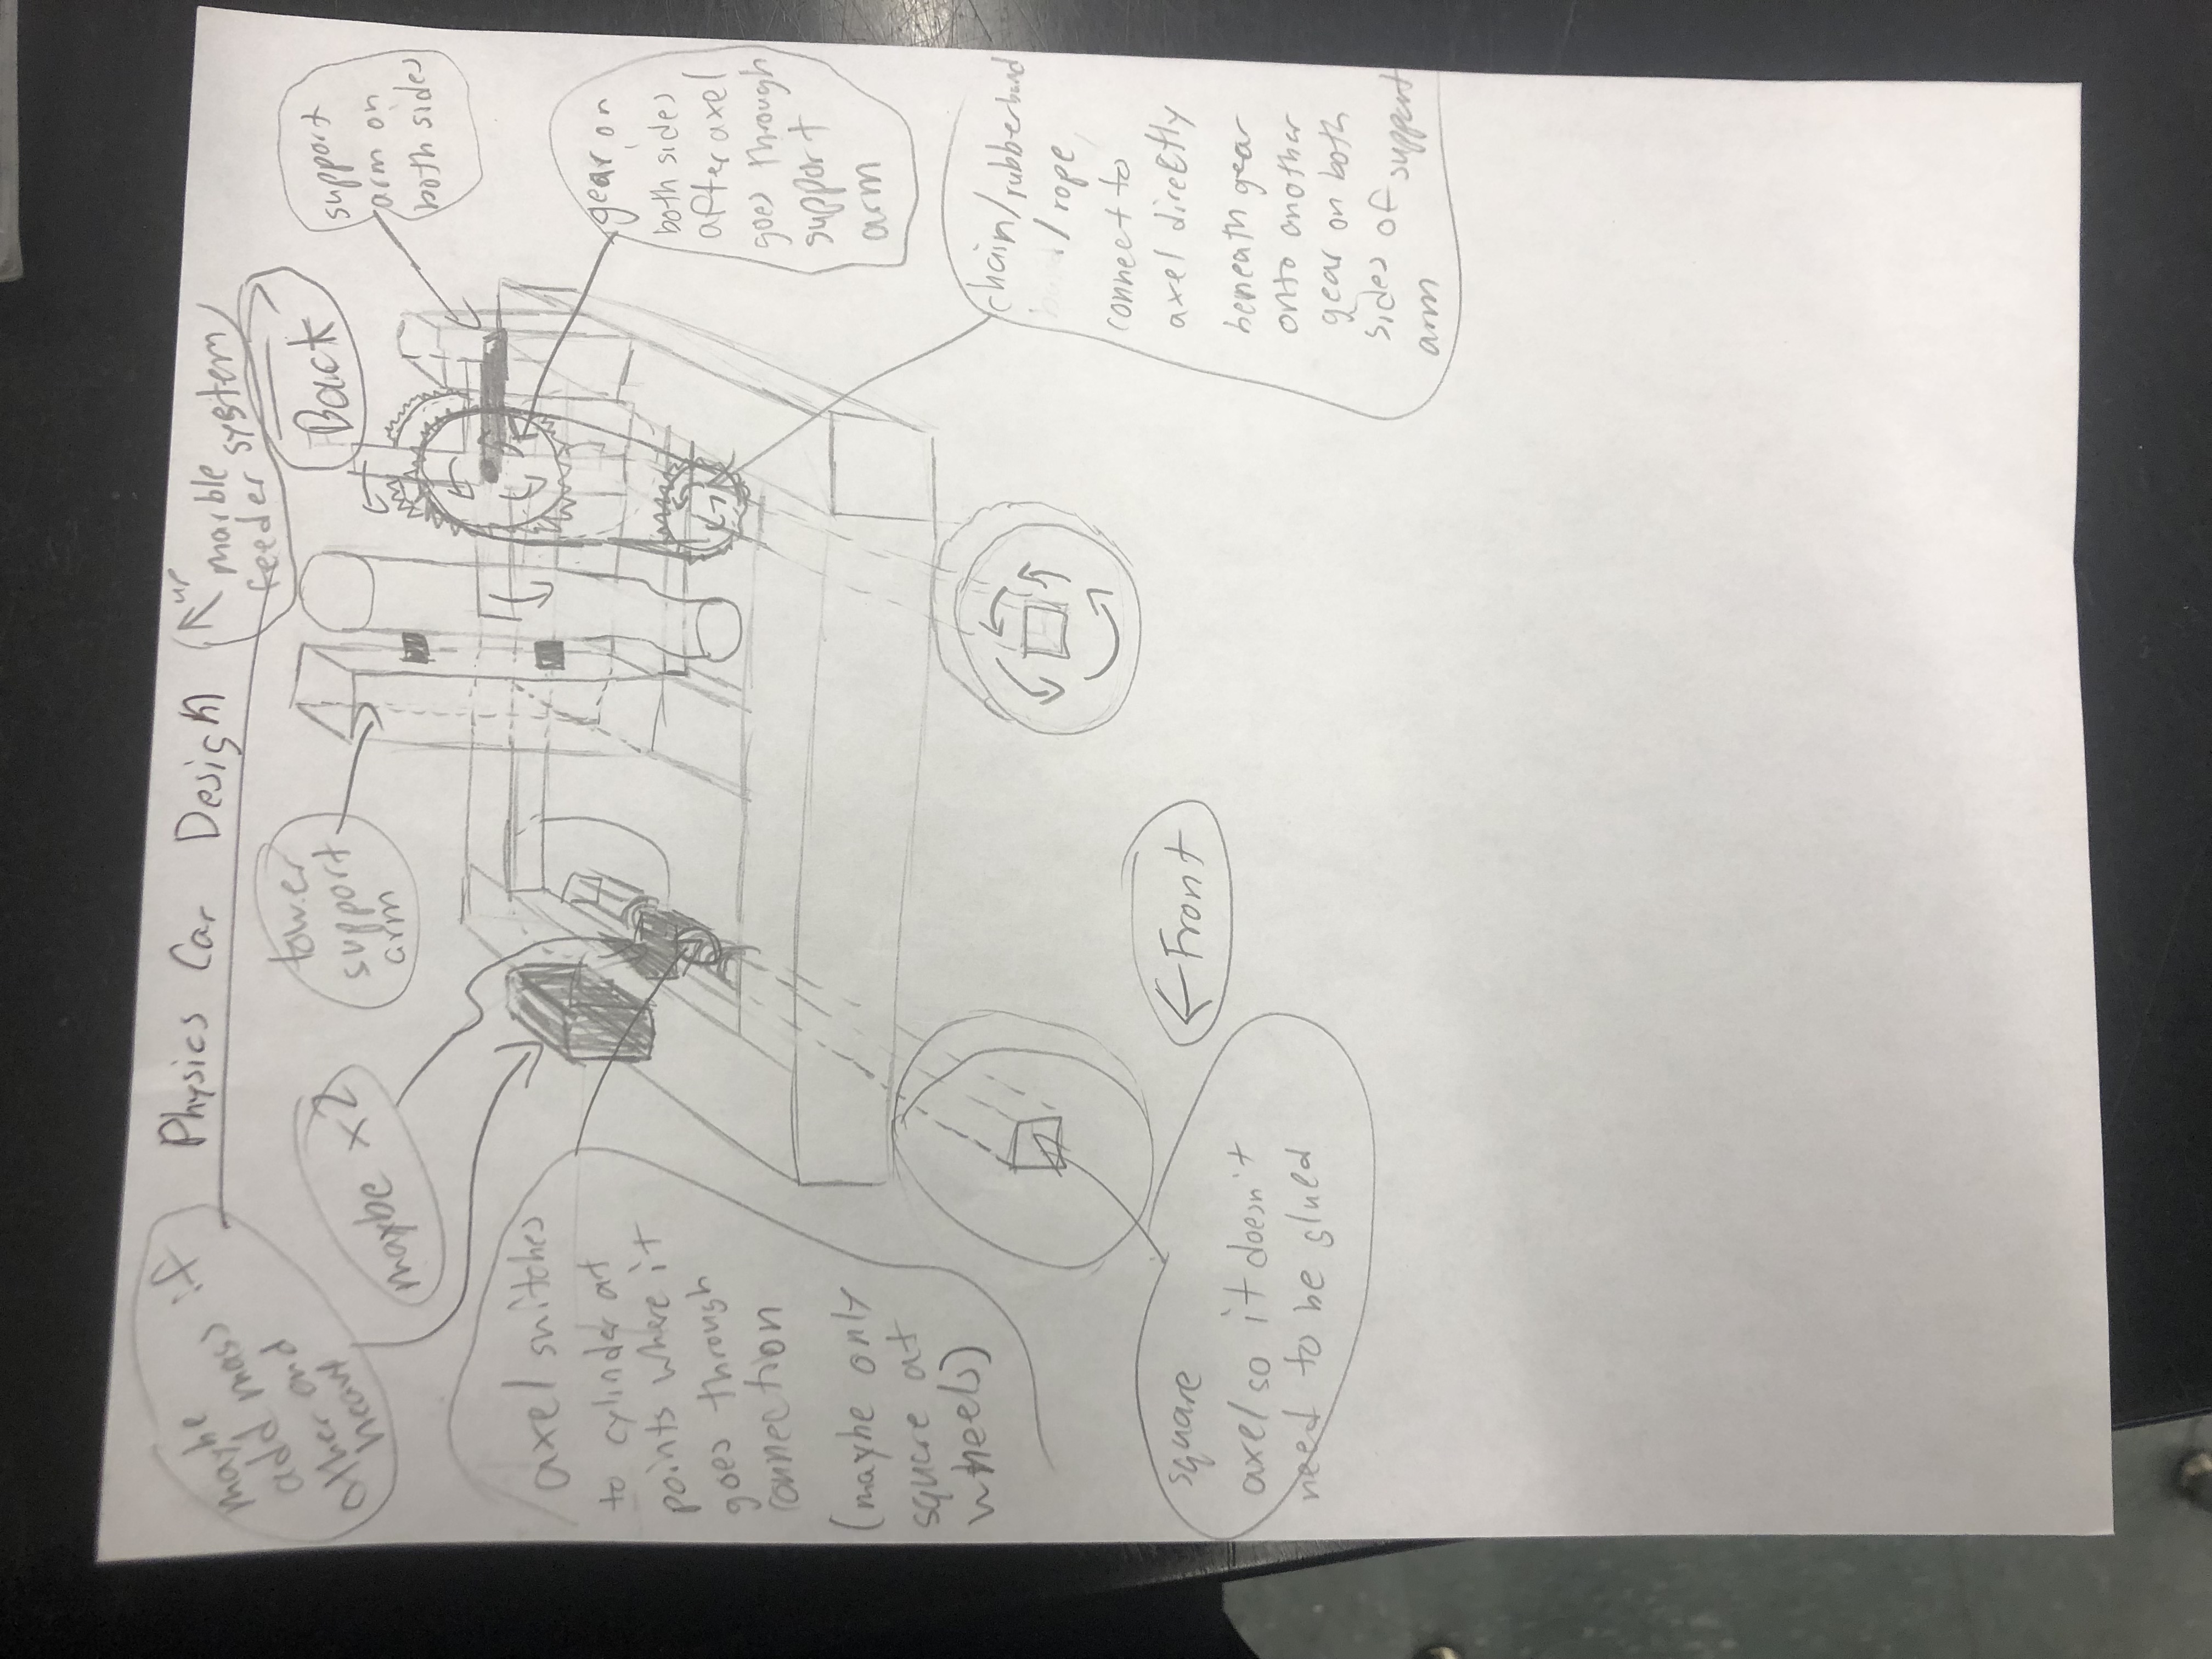 Physics Car Design
up
marble
feeder system
Back
maybe
add mass if
other end
heavy
maybe x2
tower
support
arm
support
arm on
both sides
axel switches
to cylinder at
points where it
goes through
connection
(maybe only
square at
wheels)
gear on
both sides
after axel
goes through
support
arm
chain/rubberband
/rope
connect to
axel directly
beneath gear
onto another
gear on both
sides of support
arm
square
axel so it doesn't
need to be glued
Front